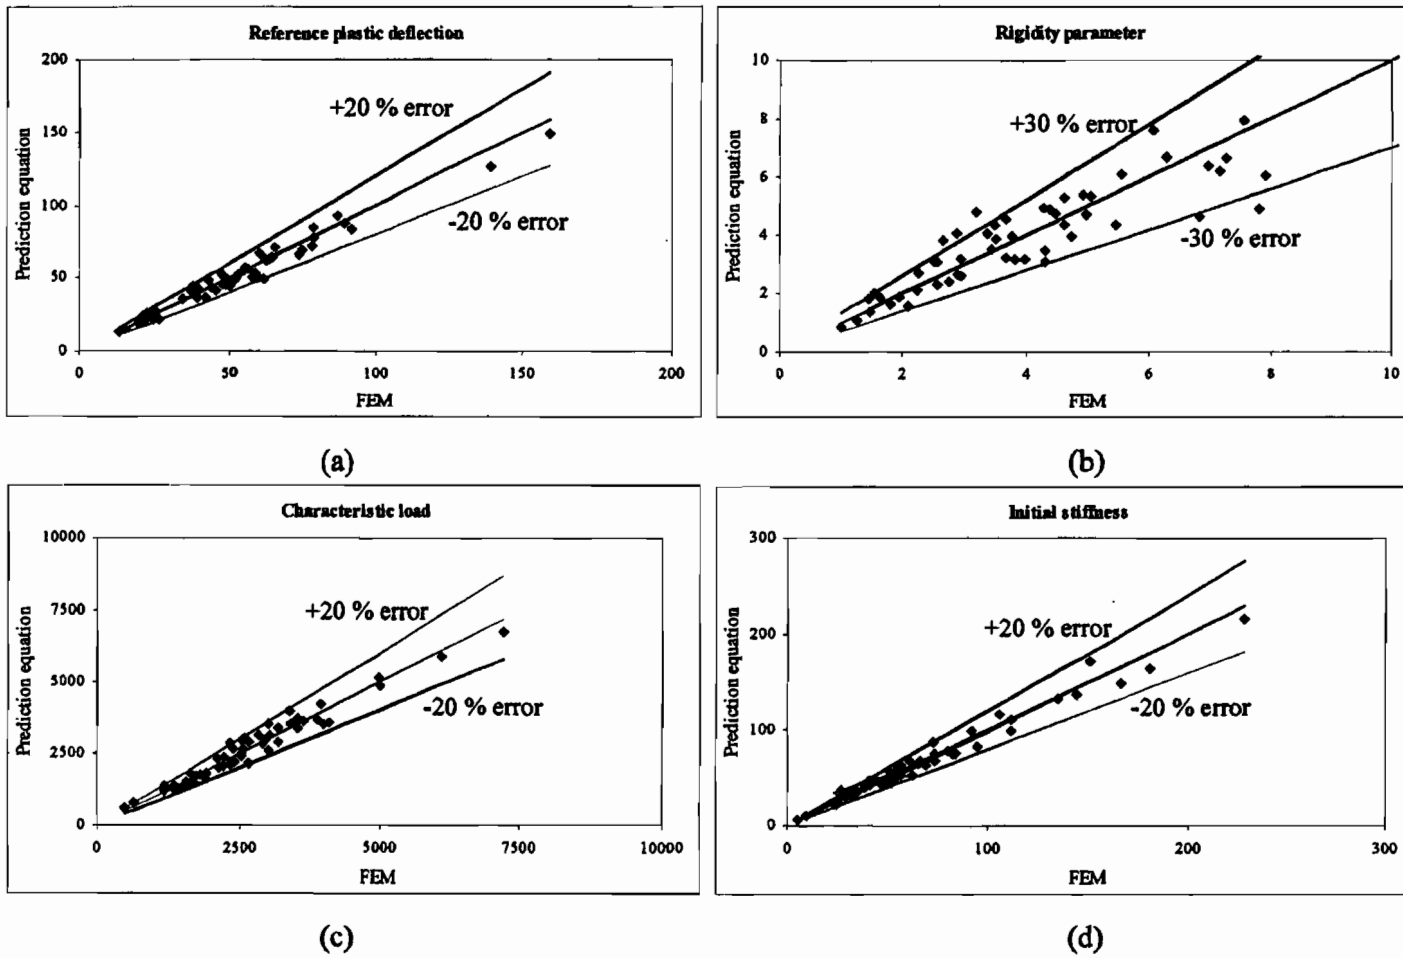 Reference plastic deflection
200
150
100
50
0
0 50 100 150 200
Prediction equation
FEM
+20 % error
-20 % error
(a)
Rigidity parameter
10
8
6
4
2
0
0 2 4 6 8 10
Prediction equation
FEM
+30 % error
-30 % error
(b)
Characteristic load
10000
7500
5000
2500
0
0 2500 5000 7500 10000
Prediction equation
FEM
+20 % error
-20 % error
(c)
Initial stiffness
300
200
100
0
0 100 200 300
Prediction equation
FEM
+20 % error
-20 % error
(d)